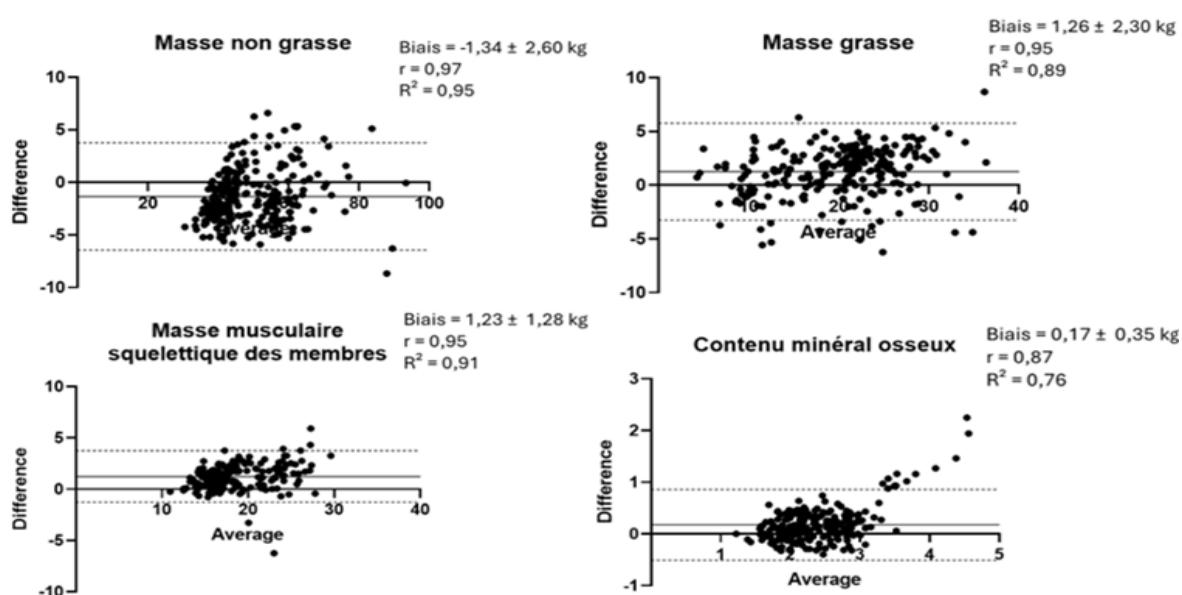 Masse non grasse
Biais = -1,34 ± 2,60 kg
r = 0,97
R² = 0,95
10
5
0
-5
-10
20
80
100
Difference
Average
Masse grasse
Biais = 1,26 ± 2,30 kg
r = 0,95
R² = 0,89
10
5
0
-5
-10
10
20
30
40
Difference
Average
Masse musculaire
squelettique des membres
Biais = 1,23 ± 1,28 kg
r = 0,95
R² = 0,91
10
5
0
-5
-10
10
20
30
40
Difference
Average
Contenu minéral osseux
Biais = 0,17 ± 0,35 kg
r = 0,87
R² = 0,76
3
2
1
0
-1
1
2
3
4
5
Difference
Average